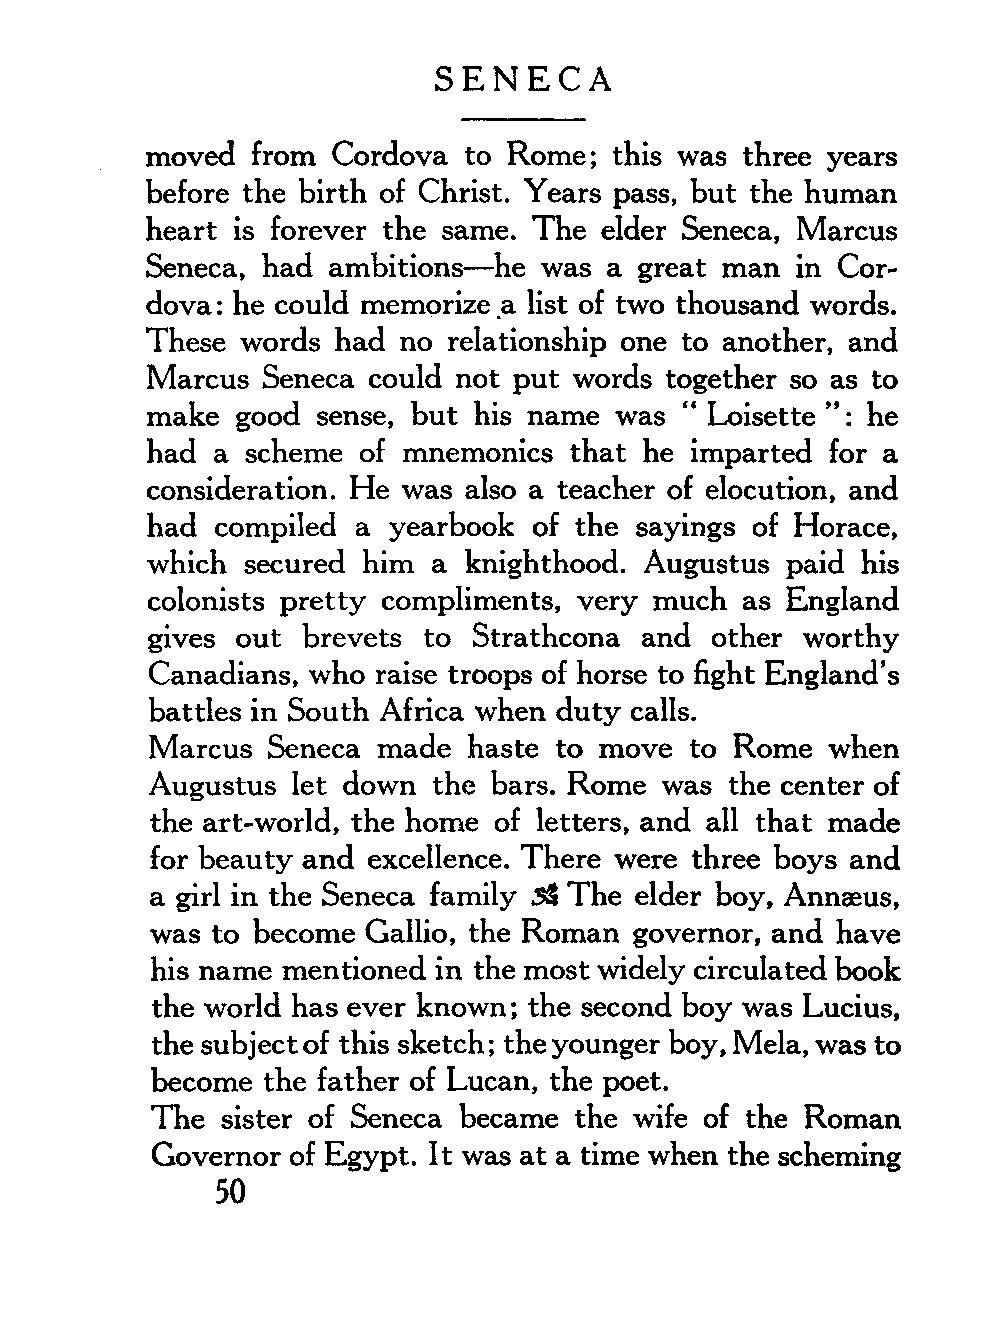 SENECA
moved from Cordova to Rome; this was three years
before the birth of Christ. Years pass, but the human
heart is forever the same. The elder Seneca, Marcus
Seneca, had ambitions—he was a great man in Cor-
dova: he could memorize a list of two thousand words.
These words had no relationship one to another, and
Marcus Seneca could not put words together so as to
make good sense, but his name was “ Loisette ”: he
had a scheme of mnemonics that he imparted for a
consideration. He was also a teacher of elocution, and
had compiled a yearbook of the sayings of Horace,
which secured him a knighthood. Augustus paid his
colonists pretty compliments, very much as England
gives out brevets to Strathcona and other worthy
Canadians, who raise troops of horse to fight England's
battles in South Africa when duty calls.
Marcus Seneca made haste to move to Rome when
Augustus let down the bars. Rome was the center of
the art-world, the home of letters, and all that made
for beauty and excellence. There were three boys and
a girl in the Seneca family The elder boy, Annæus,
was to become Gallio, the Roman governor, and have
his name mentioned in the most widely circulated book
the world has ever known; the second boy was Lucius,
the subject of this sketch; the younger boy, Mela, was to
become the father of Lucan, the poet.
The sister of Seneca became the wife of the Roman
Governor of Egypt. It was at a time when the scheming
50